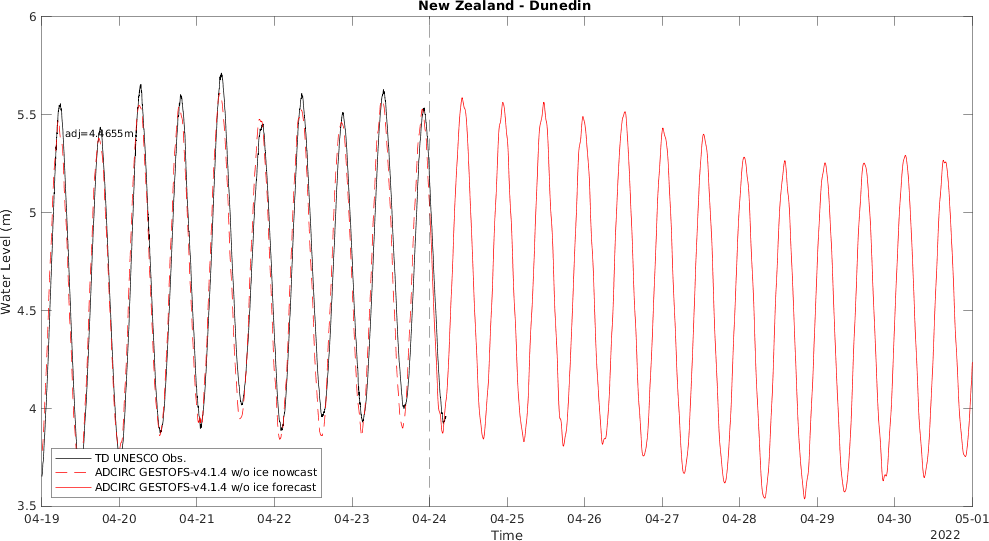 New Zealand - Dunedin
6
5.5
5
4.5
4
3.5
Water Level (m)
adj=4.4655m
TD UNESCO Obs.
ADCIRC GESTOFS-v4.1.4 w/o ice nowcast
ADCIRC GESTOFS-v4.1.4 w/o ice forecast
04-19 04-20 04-21 04-22 04-23 04-24 04-25 04-26 04-27 04-28 04-29 04-30 05-01
Time
2022